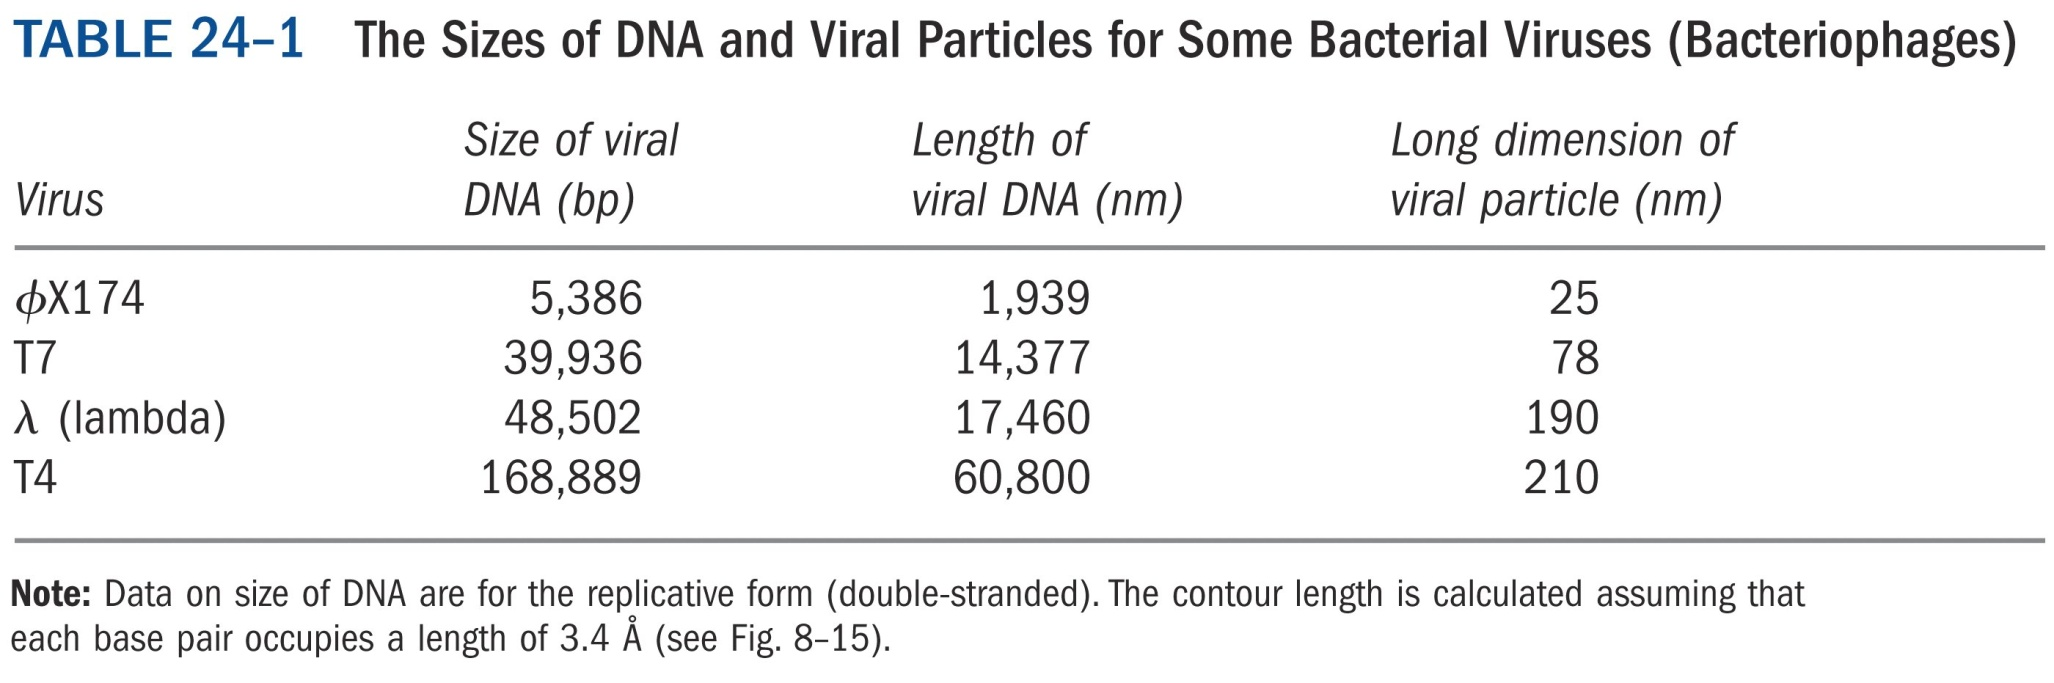 TABLE 24–1 The Sizes of DNA and Viral Particles for Some Bacterial Viruses (Bacteriophages)
Size of viral Length of Long dimension of
Virus DNA (bp) viral DNA (nm) viral particle (nm)
ϕX174 5,386 1,939 25
T7 39,936 14,377 78
λ (lambda) 48,502 17,460 190
T4 168,889 60,800 210
Note: Data on size of DNA are for the replicative form (double-stranded). The contour length is calculated assuming that
each base pair occupies a length of 3.4 Å (see Fig. 8–15).